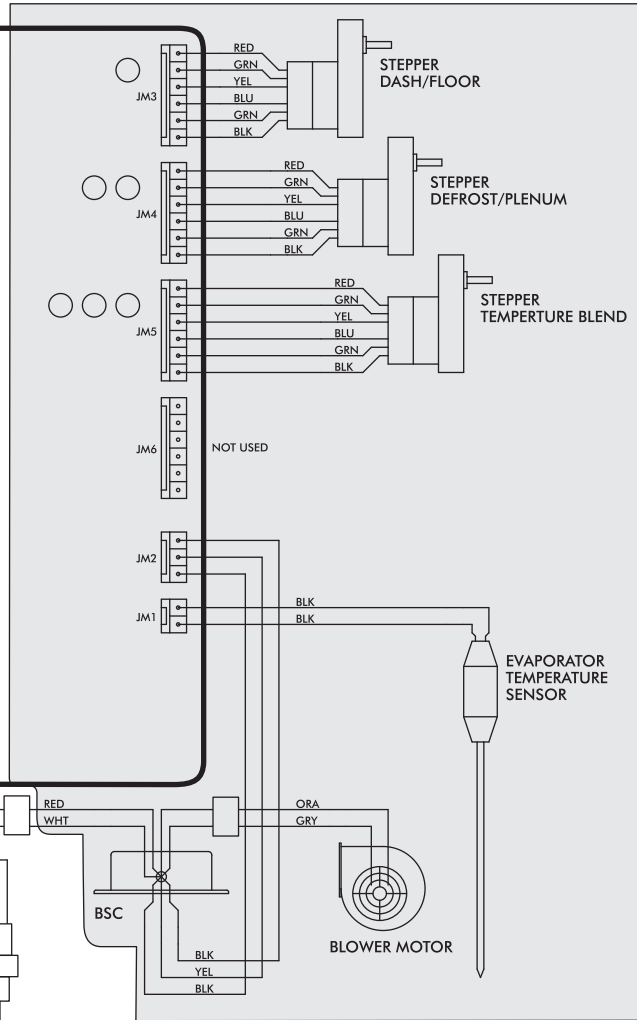 RED
GRN
YEL
BLU
GRN
BLK
JM3
STEPPER
DASH/FLOOR
RED
GRN
YEL
BLU
GRN
BLK
JM4
STEPPER
DEFROST/PLENUM
RED
GRN
YEL
BLU
GRN
BLK
JM5
STEPPER
TEMPERTURE BLEND
JM6
NOT USED
JM2
JM1
BLK
BLK
EVAPORATOR
TEMPERATURE
SENSOR
RED
WHT
ORA
GRY
BSC
BLOWER MOTOR
BLK
YEL
BLK